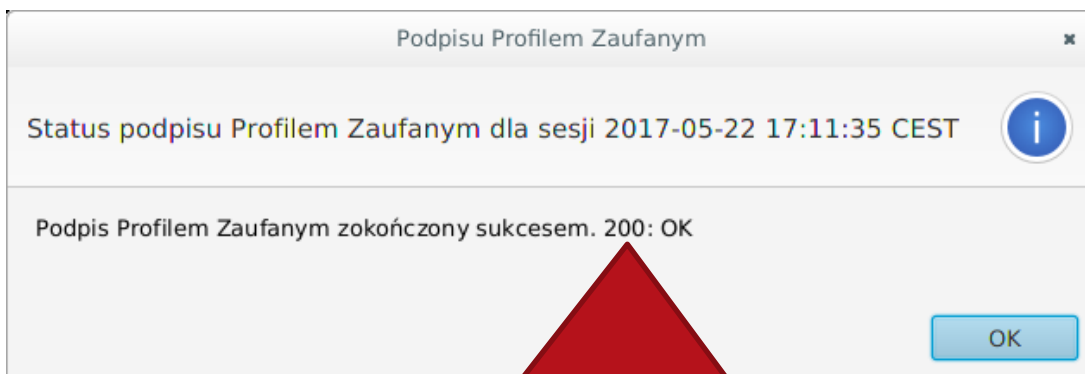 Podpisu Profilem Zaufanym
Status podpisu Profilem Zaufanym dla sesji 2017-05-22 17:11:35 CEST
Podpis Profilem Zaufanym zokończony sukcesem. 200: OK
OK